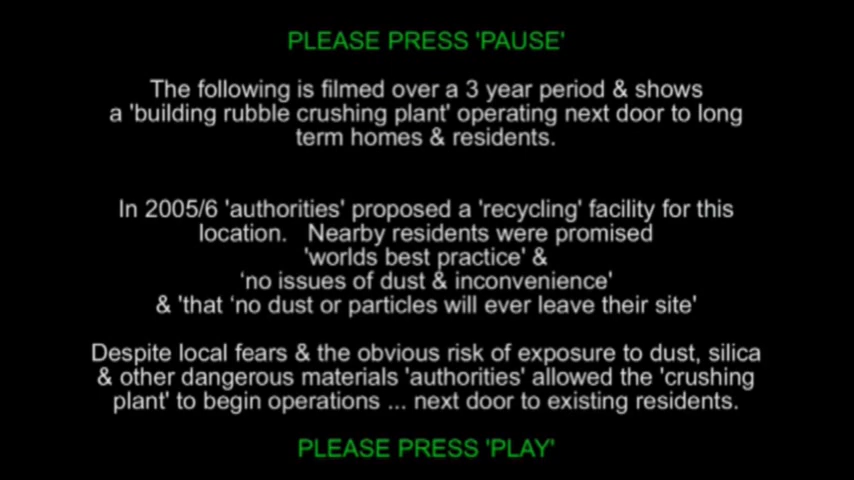 PLEASE PRESS 'PAUSE'
The following is filmed over a 3 year period & shows
a 'building rubble crushing plant' operating next door to long
term homes & residents.
In 2005/6 'authorities' proposed a 'recycling' facility for this
location.   Nearby residents were promised
'worlds best practice' &
‘no issues of dust & inconvenience'
& 'that ‘no dust or particles will ever leave their site'
Despite local fears & the obvious risk of exposure to dust, silica
& other dangerous materials 'authorities' allowed the 'crushing
plant' to begin operations ... next door to existing residents.
PLEASE PRESS 'PLAY'